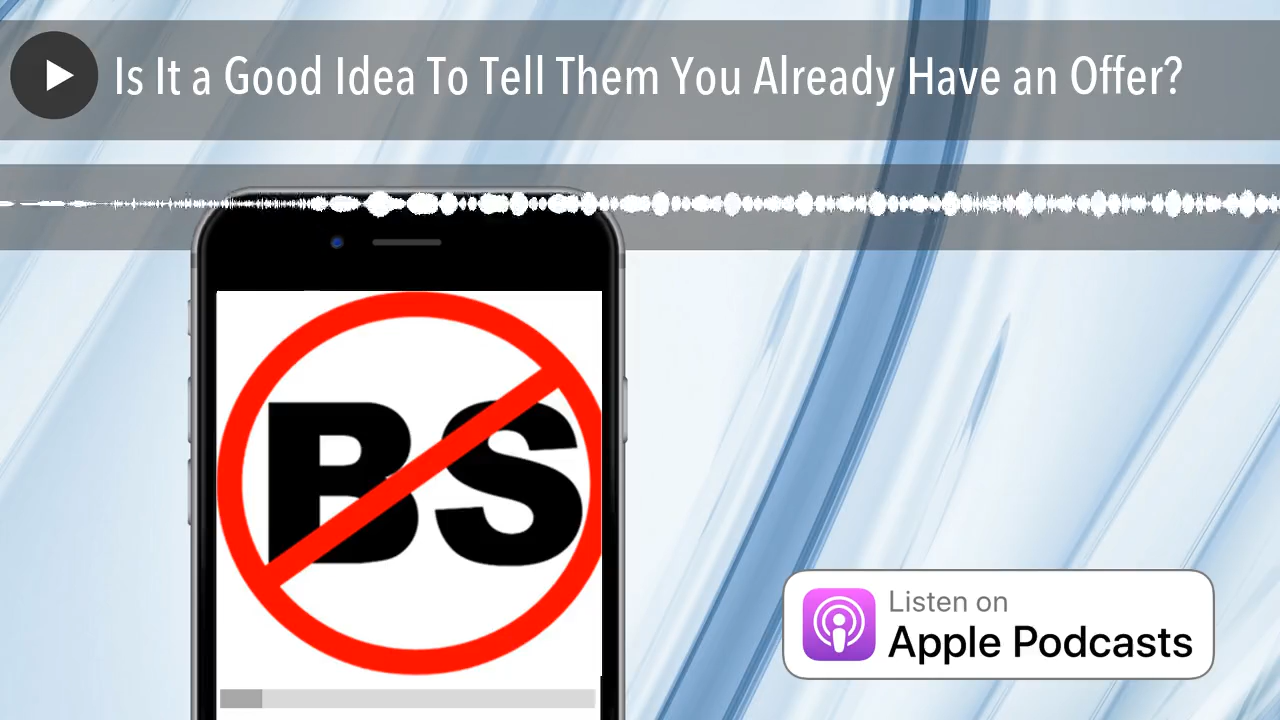 Is It a Good Idea To Tell Them You Already Have an Offer?
BS
Listen on
Apple Podcasts